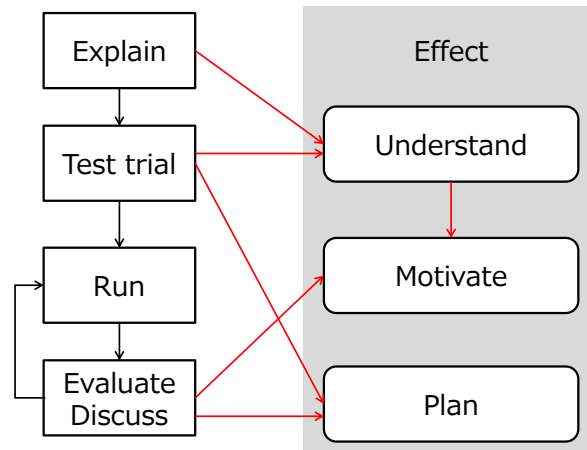 Explain
Test trial
Run
Evaluate
Discuss
Effect
Understand
Motivate
Plan